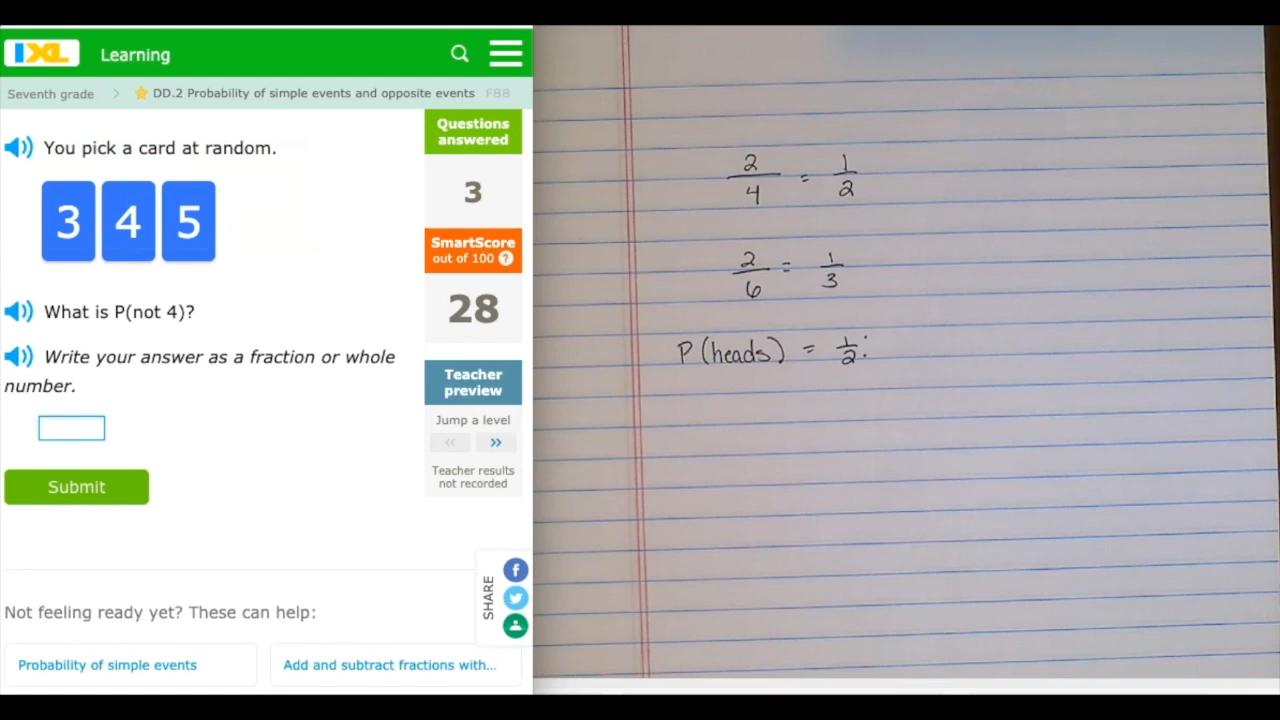 IXL Learning
Seventh grade > DD.2 Probability of simple events and opposite events F88
You pick a card at random.
3 4 5
What is P(not 4)?
Write your answer as a fraction or whole
number.
Submit
Questions
answered
3
SmartScore
out of 100 ?
28
Teacher
preview
Jump a level
<< >>
Teacher results
not recorded
SHARE
f
Not feeling ready yet? These can help:
Probability of simple events
Add and subtract fractions with...
2/4 = 1/2
2/6 = 1/3
P (heads) = 1/2